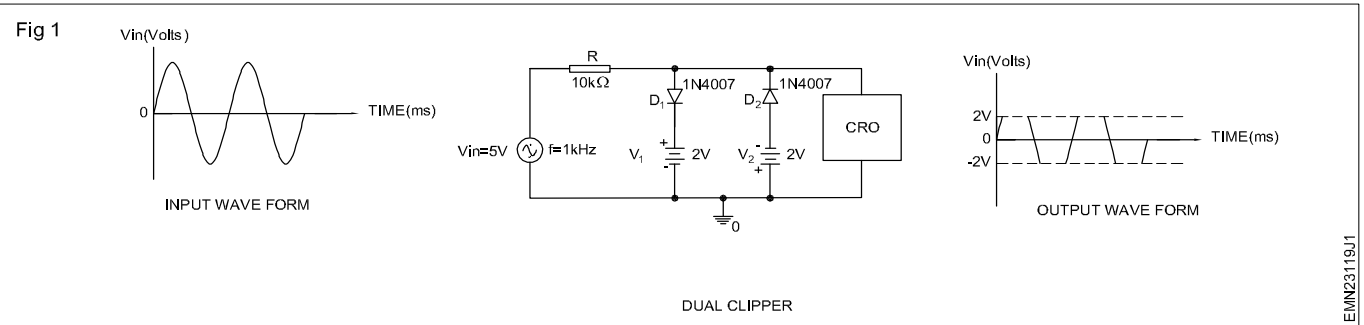 Fig 1
Vin(Volts)
0
TIME(ms)
INPUT WAVE FORM
R
10kΩ
Vin=5V
f=1kHz
D1
1N4007
V1
+
-
2V
D2
1N4007
V2
-
+
2V
CRO
0
Vin(Volts)
2V
0
-2V
TIME(ms)
OUTPUT WAVE FORM
DUAL CLIPPER
EMN23119J1